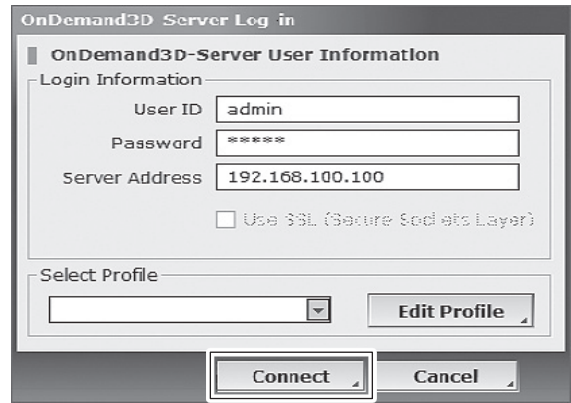 OnDemand3D Server Log-in
OnDemand3D-Server User Information
Login Information
User ID admin
Password *****
Server Address 192.168.100.100
Use SSL (Secure Sockets Layer)
Select Profile
Edit Profile
Connect Cancel